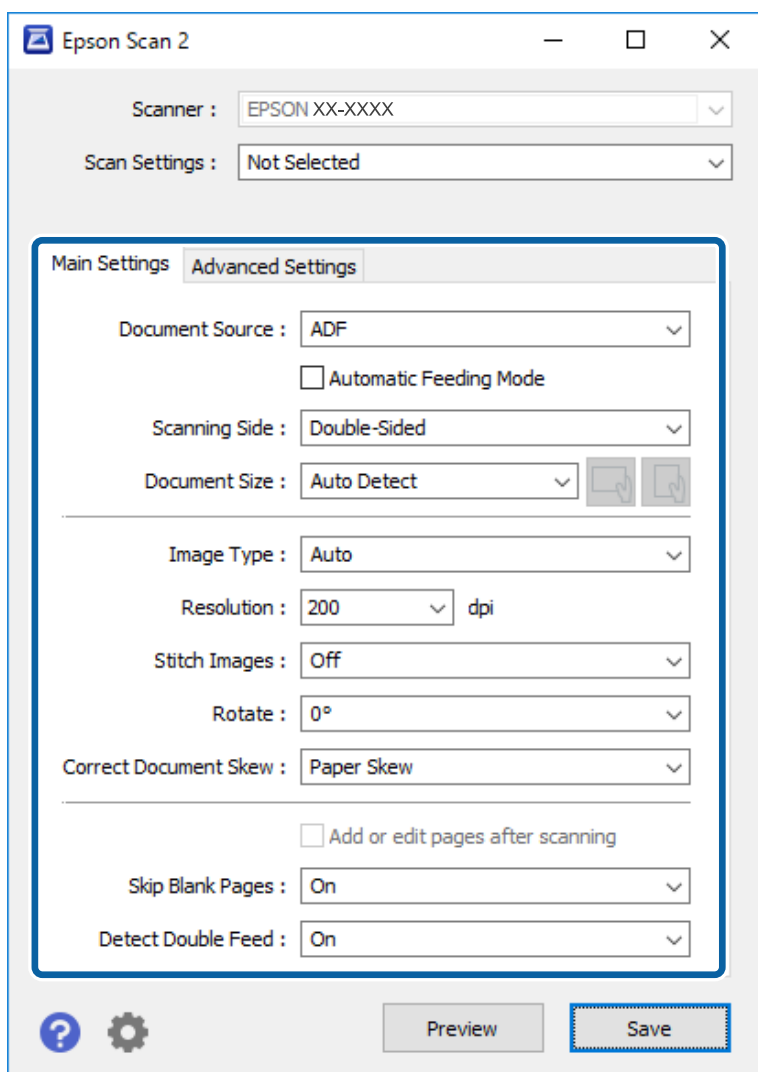 Epson Scan 2
Scanner : EPSON XX-XXXX
Scan Settings : Not Selected
Main Settings Advanced Settings
Document Source : ADF
Automatic Feeding Mode
Scanning Side : Double-Sided
Document Size : Auto Detect
Image Type : Auto
Resolution : 200 dpi
Stitch Images : Off
Rotate : 0°
Correct Document Skew : Paper Skew
Add or edit pages after scanning
Skip Blank Pages : On
Detect Double Feed : On
? Preview Save